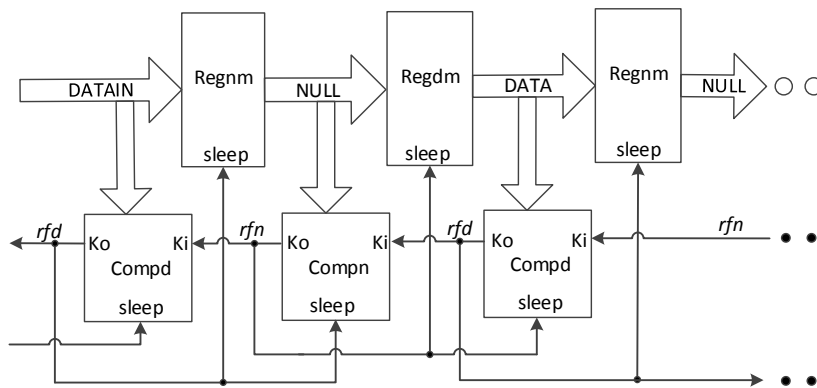 Regnm
Regdm
Regnm
DATAIN
NULL
DATA
NULL
sleep
sleep
sleep
rfd
Ko
Ki
rfn
Ko
Ki
rfd
Ko
Ki
rfn
Compd
Compn
Compd
sleep
sleep
sleep